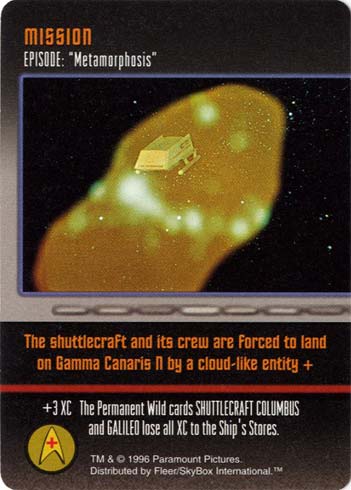 MISSION
EPISODE: "Metamorphosis"
The shuttlecraft and its crew are forced to land
on Gamma Canaris N by a cloud-like entity +
+3 XC The Permanent Wild cards SHUTTLECRAFT COLUMBUS
and GALILEO lose all XC to the Ship's Stores.
TM & © 1996 Paramount Pictures.
Distributed by Fleer/SkyBox International.™